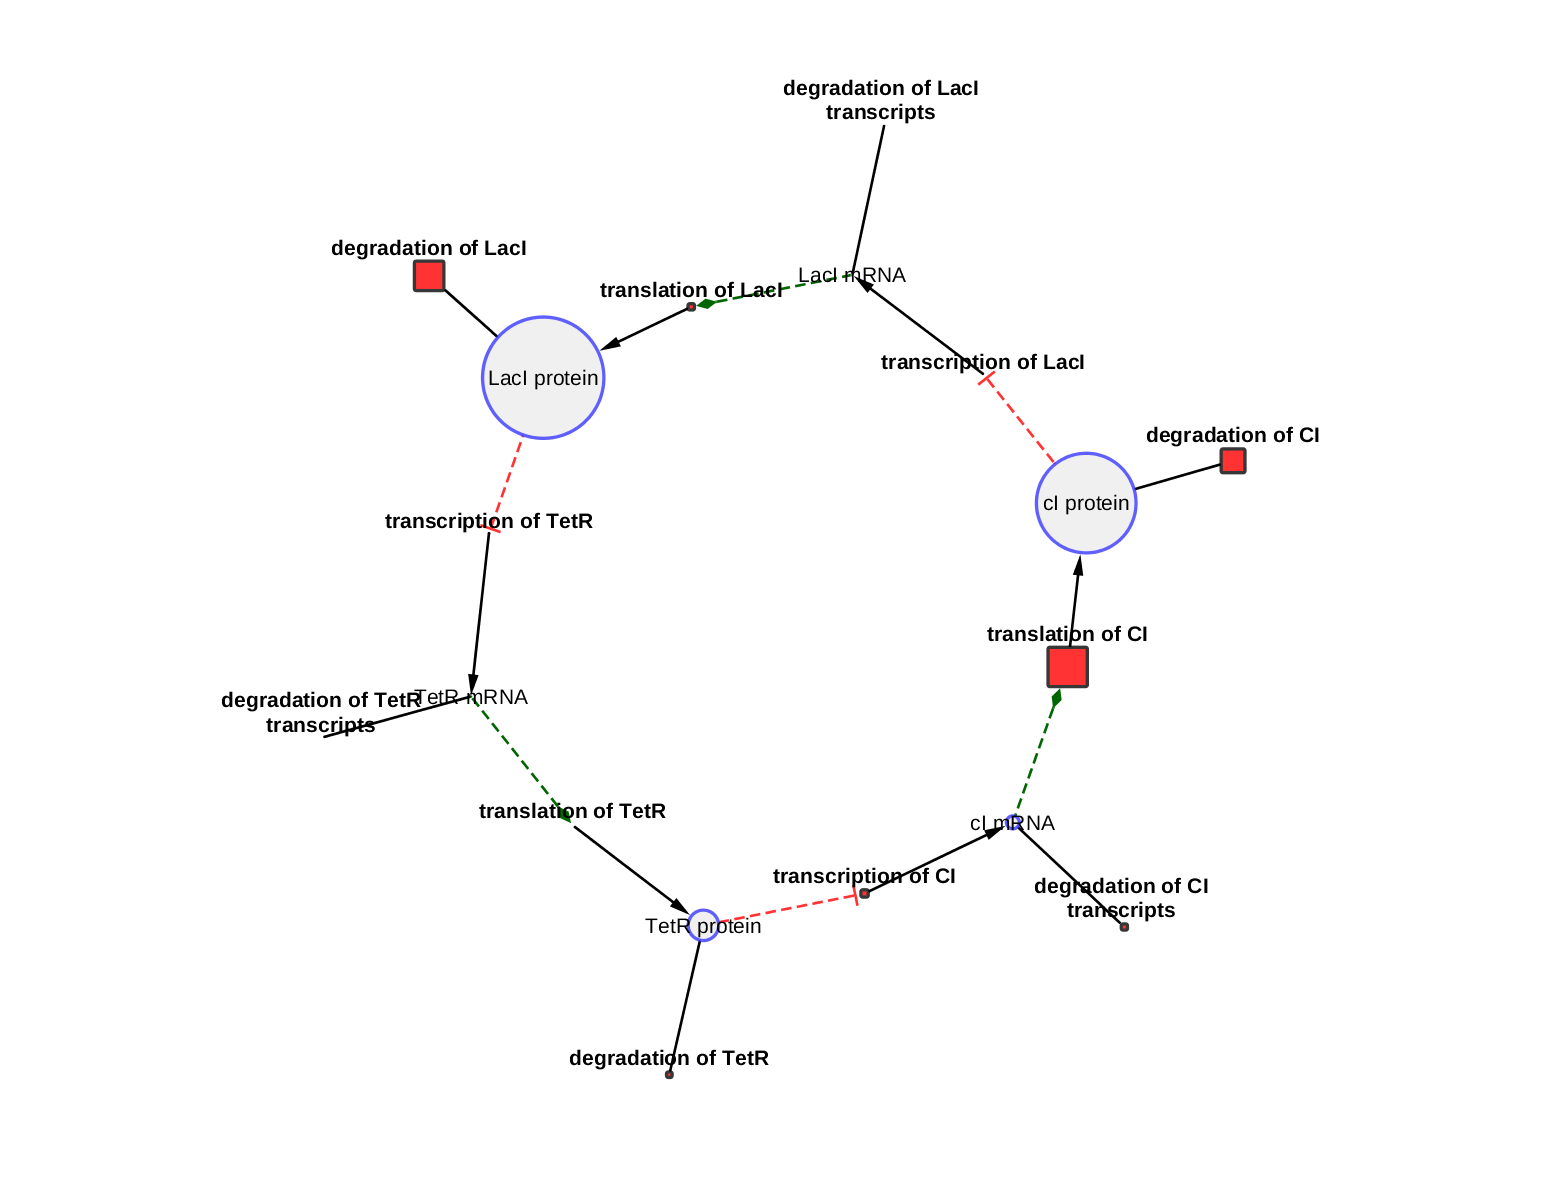 degradation of LacI
transcripts
degradation of LacI
LacI mRNA
translation of LacI
transcription of LacI
LacI protein
degradation of CI
cI protein
transcription of TetR
translation of CI
degradation of TetR
transcripts
TetR mRNA
translation of TetR
cI mRNA
transcription of CI
degradation of CI
transcripts
TetR protein
degradation of TetR